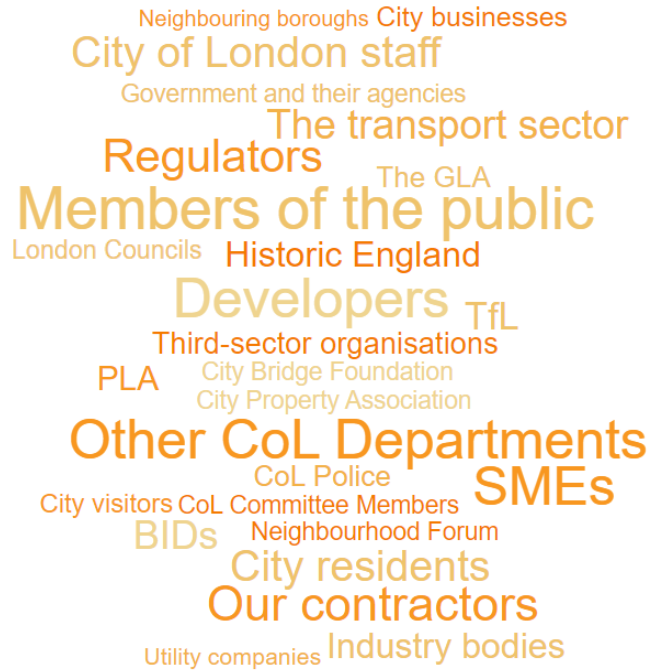 Neighbouring boroughs City businesses
City of London staff
Government and their agencies
The transport sector
Regulators
The GLA
Members of the public
London Councils Historic England
Developers TfL
Third-sector organisations
PLA City Bridge Foundation
City Property Association
Other CoL Departments
CoL Police SMEs
City visitors CoL Committee Members
BIDs Neighbourhood Forum
City residents
Our contractors
Utility companies Industry bodies